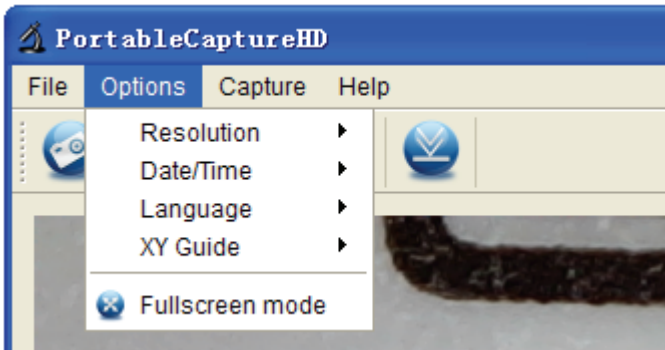 PortableCaptureHD
File Options Capture Help
Resolution
Date/Time
Language
XY Guide
Fullscreen mode